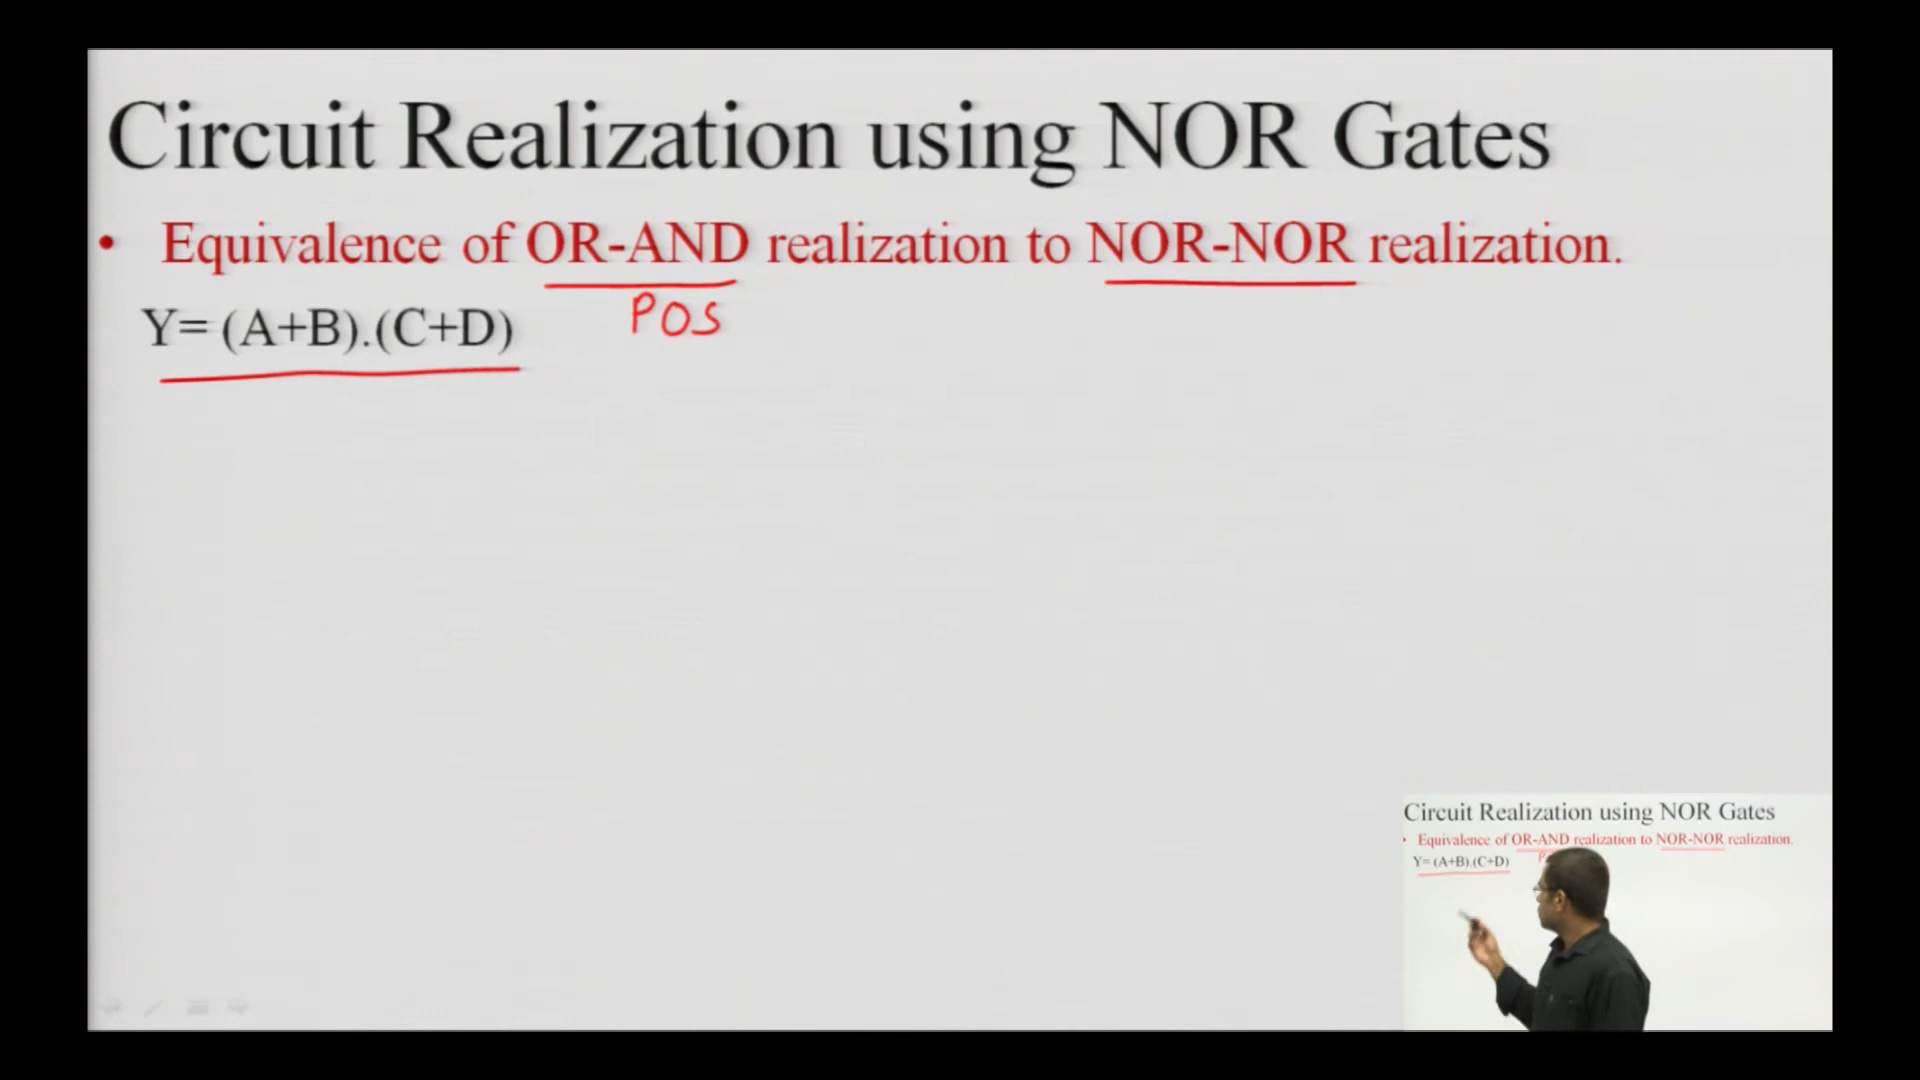 Circuit Realization using NOR Gates
• Equivalence of OR-AND realization to NOR-NOR realization.
POS
Y= (A+B).(C+D)
Circuit Realization using NOR Gates
• Equivalence of OR-AND realization to NOR-NOR realization.
Y= (A+B).(C+D)